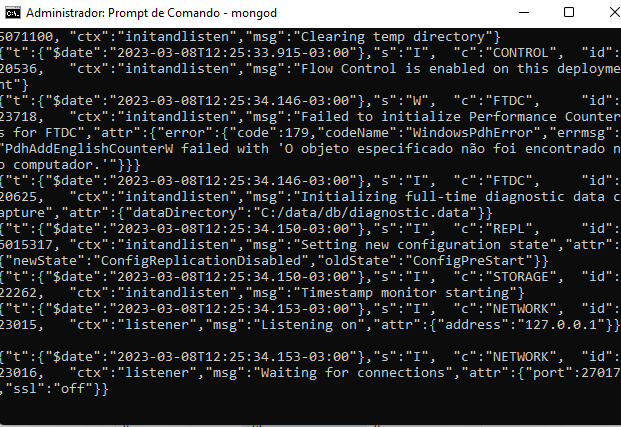 Administrador: Prompt de Comando - mongod
5071100, "ctx":"initandlisten","msg":"Clearing temp directory"}
{"t":{"$date":"2023-03-08T12:25:33.915-03:00"},"s":"I", "c":"CONTROL", "id":
20536, "ctx":"initandlisten","msg":"Flow Control is enabled on this deployme
nt"}
{"t":{"$date":"2023-03-08T12:25:34.146-03:00"},"s":"W", "c":"FTDC", "id":
23718, "ctx":"initandlisten","msg":"Failed to initialize Performance Counter
s for FTDC","attr":{"error":{"code":179,"codeName":"WindowsPdhError","errmsg":
"PdhAddEnglishCounterW failed with 'O objeto especificado não foi encontrado n
o computador.'"}}}
{"t":{"$date":"2023-03-08T12:25:34.146-03:00"},"s":"I", "c":"FTDC", "id":
20625, "ctx":"initandlisten","msg":"Initializing full-time diagnostic data c
apture","attr":{"dataDirectory":"C:/data/db/diagnostic.data"}}
{"t":{"$date":"2023-03-08T12:25:34.150-03:00"},"s":"I", "c":"REPL", "id":
5015317, "ctx":"initandlisten","msg":"Setting new configuration state","attr":
{"newState":"ConfigReplicationDisabled","oldState":"ConfigPreStart"}}
{"t":{"$date":"2023-03-08T12:25:34.150-03:00"},"s":"I", "c":"STORAGE", "id":
22262, "ctx":"initandlisten","msg":"Timestamp monitor starting"}
{"t":{"$date":"2023-03-08T12:25:34.153-03:00"},"s":"I", "c":"NETWORK", "id":
23015, "ctx":"listener","msg":"Listening on","attr":{"address":"127.0.0.1"}}
{"t":{"$date":"2023-03-08T12:25:34.153-03:00"},"s":"I", "c":"NETWORK", "id":
23016, "ctx":"listener","msg":"Waiting for connections","attr":{"port":27017
,"ssl":"off"}}